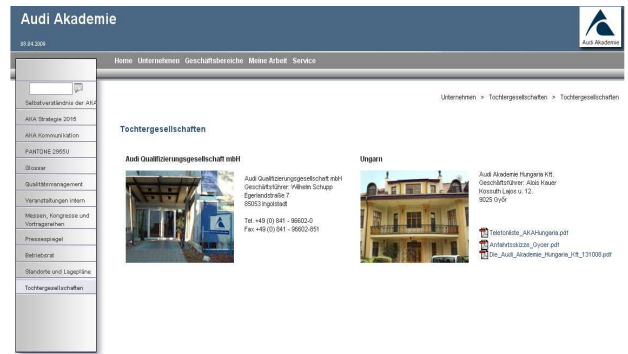 Audi Akademie
08.04.2009
Audi Akademie
Home Unternehmen Geschäftsbereiche Meine Arbeit Service
Unternehmen > Tochtergesellschaften > Tochtergesellschaften
Selbstverständnis der AKA
AKA Strategie 2015
AKA Kommunikation
PANTONE 2955U
Glossar
Qualitätsmanagement
Veranstaltungen intern
Messen, Kongresse und
Vortragsreihen
Pressespiegel
Betriebsrat
Standorte und Lagepläne
Tochtergesellschaften
Tochtergesellschaften
Audi Qualifizierungsgesellschaft mbH
Audi Qualifizierungsgesellschaft mbH
Geschäftsführer: Wilhelm Schupp
Egerlandstraße 7
85053 Ingolstadt
Tel. +49 (0) 841 - 96602-0
Fax +49 (0) 841 - 96602-851
Ungarn
Audi Akademie Hungaria Kft.
Geschäftsführer: Alois Kauer
Kossuth Lajos u. 12.
9025 Győr
Telefonliste_AKAHungaria.pdf
Anfahrtsskizze_Gyoer.pdf
Die_Audi_Akademie_Hungaria_Kft_131008.pdf